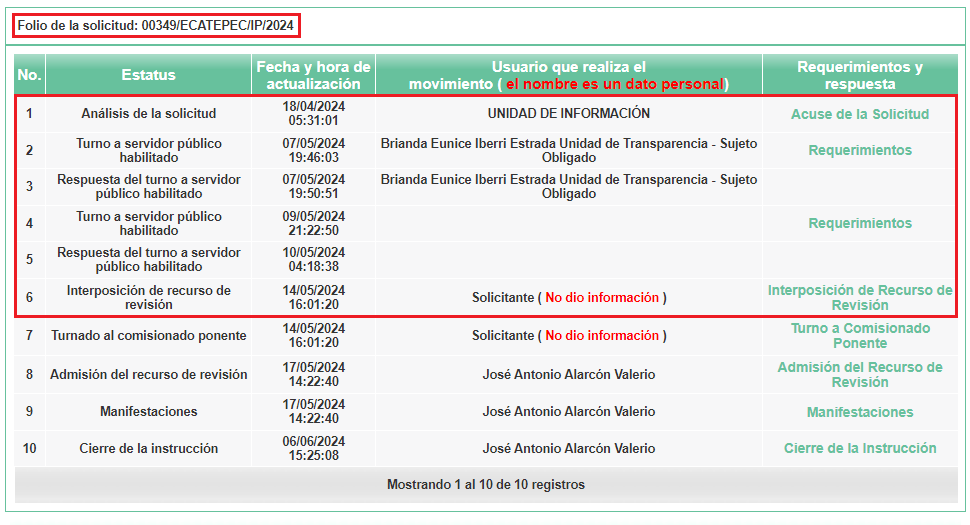 Folio de la solicitud: 00349/ECATEPEC/IP/2024
No. Estatus Fecha y hora de actualización Usuario que realiza el movimiento ( el nombre es un dato personal) Requerimientos y respuesta
1 Análisis de la solicitud 18/04/2024 05:31:01 UNIDAD DE INFORMACIÓN Acuse de la Solicitud
2 Turno a servidor público habilitado 07/05/2024 19:46:03 Brianda Eunice Iberri Estrada Unidad de Transparencia - Sujeto Obligado Requerimientos
3 Respuesta del turno a servidor público habilitado 07/05/2024 19:50:51 Brianda Eunice Iberri Estrada Unidad de Transparencia - Sujeto Obligado
4 Turno a servidor público habilitado 09/05/2024 21:22:50 Requerimientos
5 Respuesta del turno a servidor público habilitado 10/05/2024 04:18:38
6 Interposición de recurso de revisión 14/05/2024 16:01:20 Solicitante ( No dio información ) Interposición de Recurso de Revisión
7 Turnado al comisionado ponente 14/05/2024 16:01:20 Solicitante ( No dio información ) Turno a Comisionado Ponente
8 Admisión del recurso de revisión 17/05/2024 14:22:40 José Antonio Alarcón Valerio Admisión del Recurso de Revisión
9 Manifestaciones 17/05/2024 14:22:40 José Antonio Alarcón Valerio Manifestaciones
10 Cierre de la instrucción 06/06/2024 15:25:08 José Antonio Alarcón Valerio Cierre de la Instrucción
Mostrando 1 al 10 de 10 registros